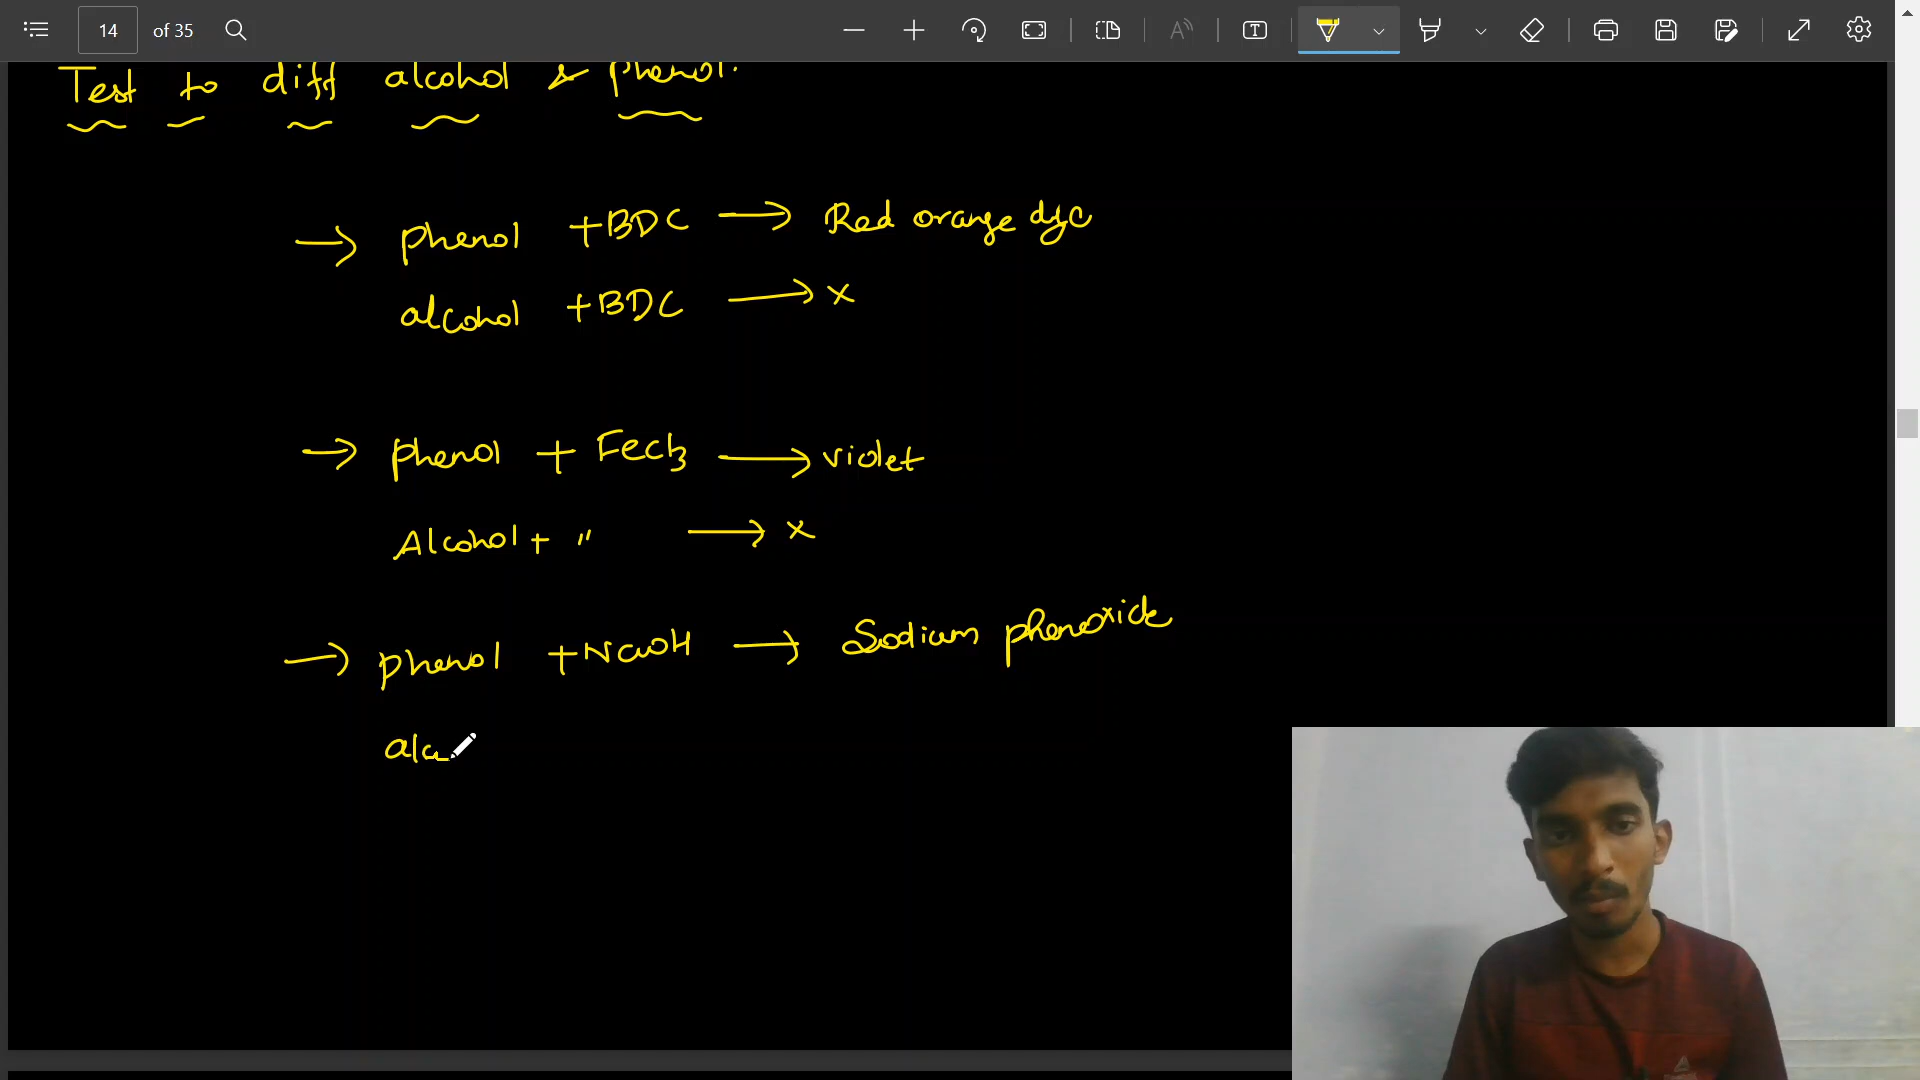 14 of 35
Test to diff alcohol & phenol.
→ phenol + BDC → Red orange dye
alcohol + BDC → x
→ phenol + FeCl3 → violet
Alcohol + " → x
→ phenol + NaOH → Sodium phenoxide
alco